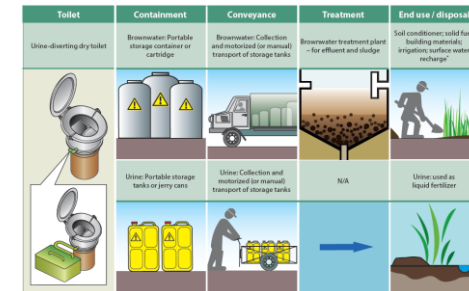 Toilet
Containment
Conveyance
Treatment
End use / disposal
Urine-diverting dry toilet
Brownwater: Portable
storage container or
cartridge
Brownwater: Collection
and motorized (or manual)
transport of storage tanks
Brownwater treatment plant
– for effluent and sludge
Soil conditioner; solid fuel
building materials;
irrigation; surface water
recharge*
Urine: Portable storage
tanks or jerry cans
Urine: Collection and
motorized (or manual)
transport of storage tanks
N/A
Urine: used as
liquid fertilizer